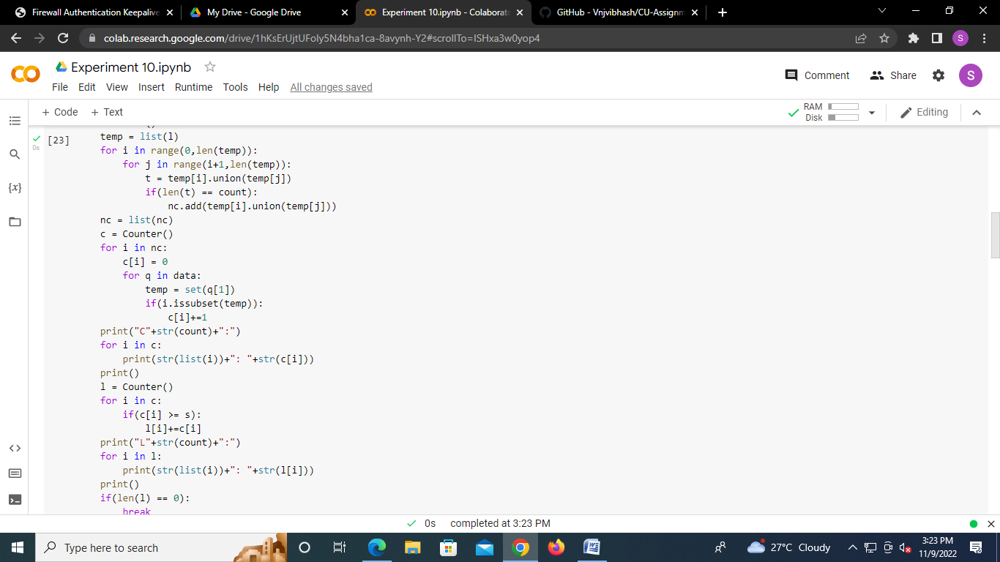 Firewall Authentication Keepalive
My Drive - Google Drive
Experiment 10.ipynb - Colaborato
GitHub - Vnjvibhash/CU-Assignm
colab.research.google.com/drive/1hKsErUjtUFoly5N4bha1ca-8avynh-Y2#scrollTo=ISHxa3w0yop4
S
Experiment 10.ipynb
File Edit View Insert Runtime Tools Help All changes saved
Comment
Share
S
+ Code + Text
RAM
Disk
Editing
[23]
0s
temp = list(l)
for i in range(0,len(temp)):
    for j in range(i+1,len(temp)):
        t = temp[i].union(temp[j])
        if(len(t) == count):
            nc.add(temp[i].union(temp[j]))
nc = list(nc)
c = Counter()
for i in nc:
    c[i] = 0
    for q in data:
        temp = set(q[1])
        if(i.issubset(temp)):
            c[i]+=1
print("C"+str(count)+":")
for i in c:
    print(str(list(i))+": "+str(c[i]))
print()
l = Counter()
for i in c:
    if(c[i] >= s):
        l[i]+=c[i]
print("L"+str(count)+":")
for i in l:
    print(str(list(i))+": "+str(l[i]))
print()
if(len(l) == 0):
    break
{x}
0s completed at 3:23 PM
Type here to search
27°C Cloudy
3:23 PM
11/9/2022